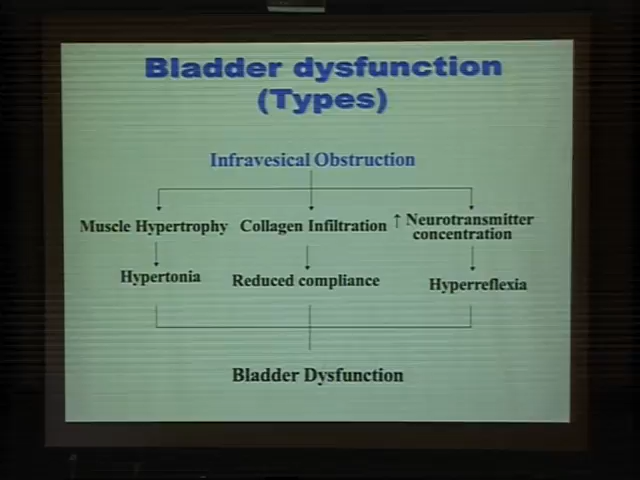 Bladder dysfunction
(Types)
Infravesical Obstruction
Muscle Hypertrophy
Collagen Infiltration
↑ Neurotransmitter
concentration
Hypertonia
Reduced compliance
Hyperreflexia
Bladder Dysfunction